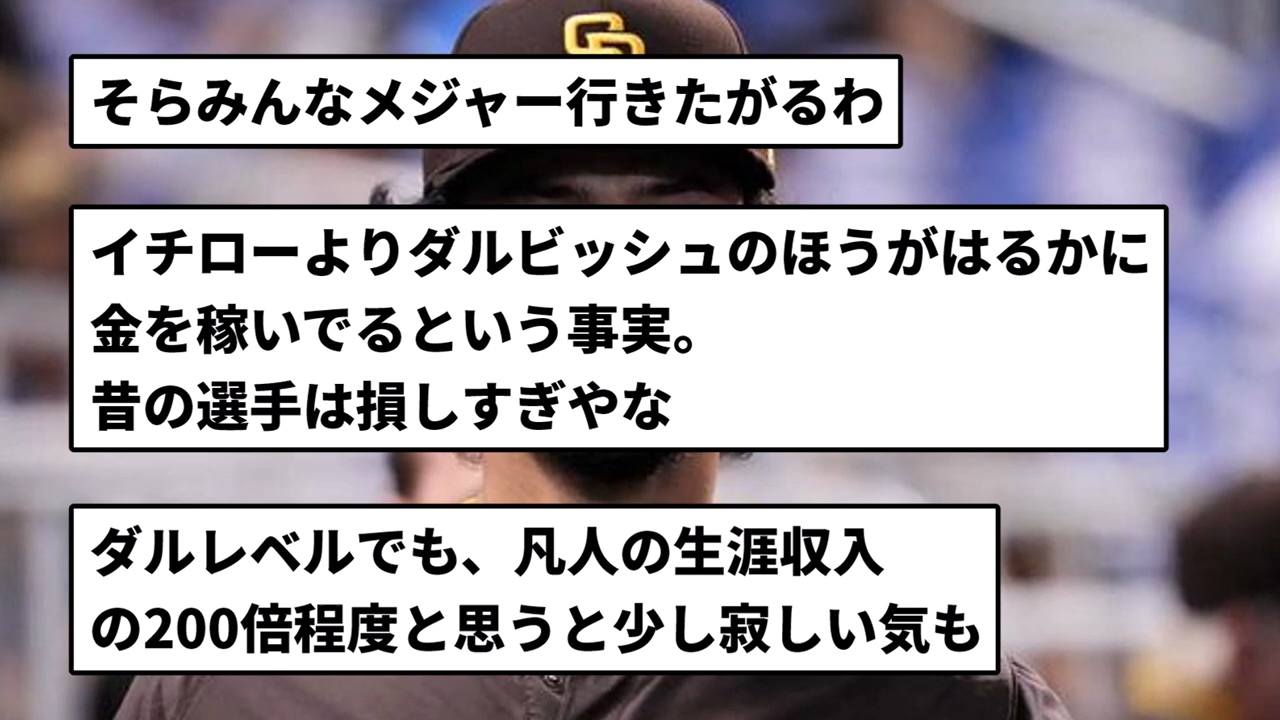 SD
そらみんなメジャー行きたがるわ
イチローよりダルビッシュのほうがはるかに
金を稼いでるという事実。
昔の選手は損しすぎやな
ダルレベルでも、凡人の生涯収入
の200倍程度と思うと少し寂しい気も